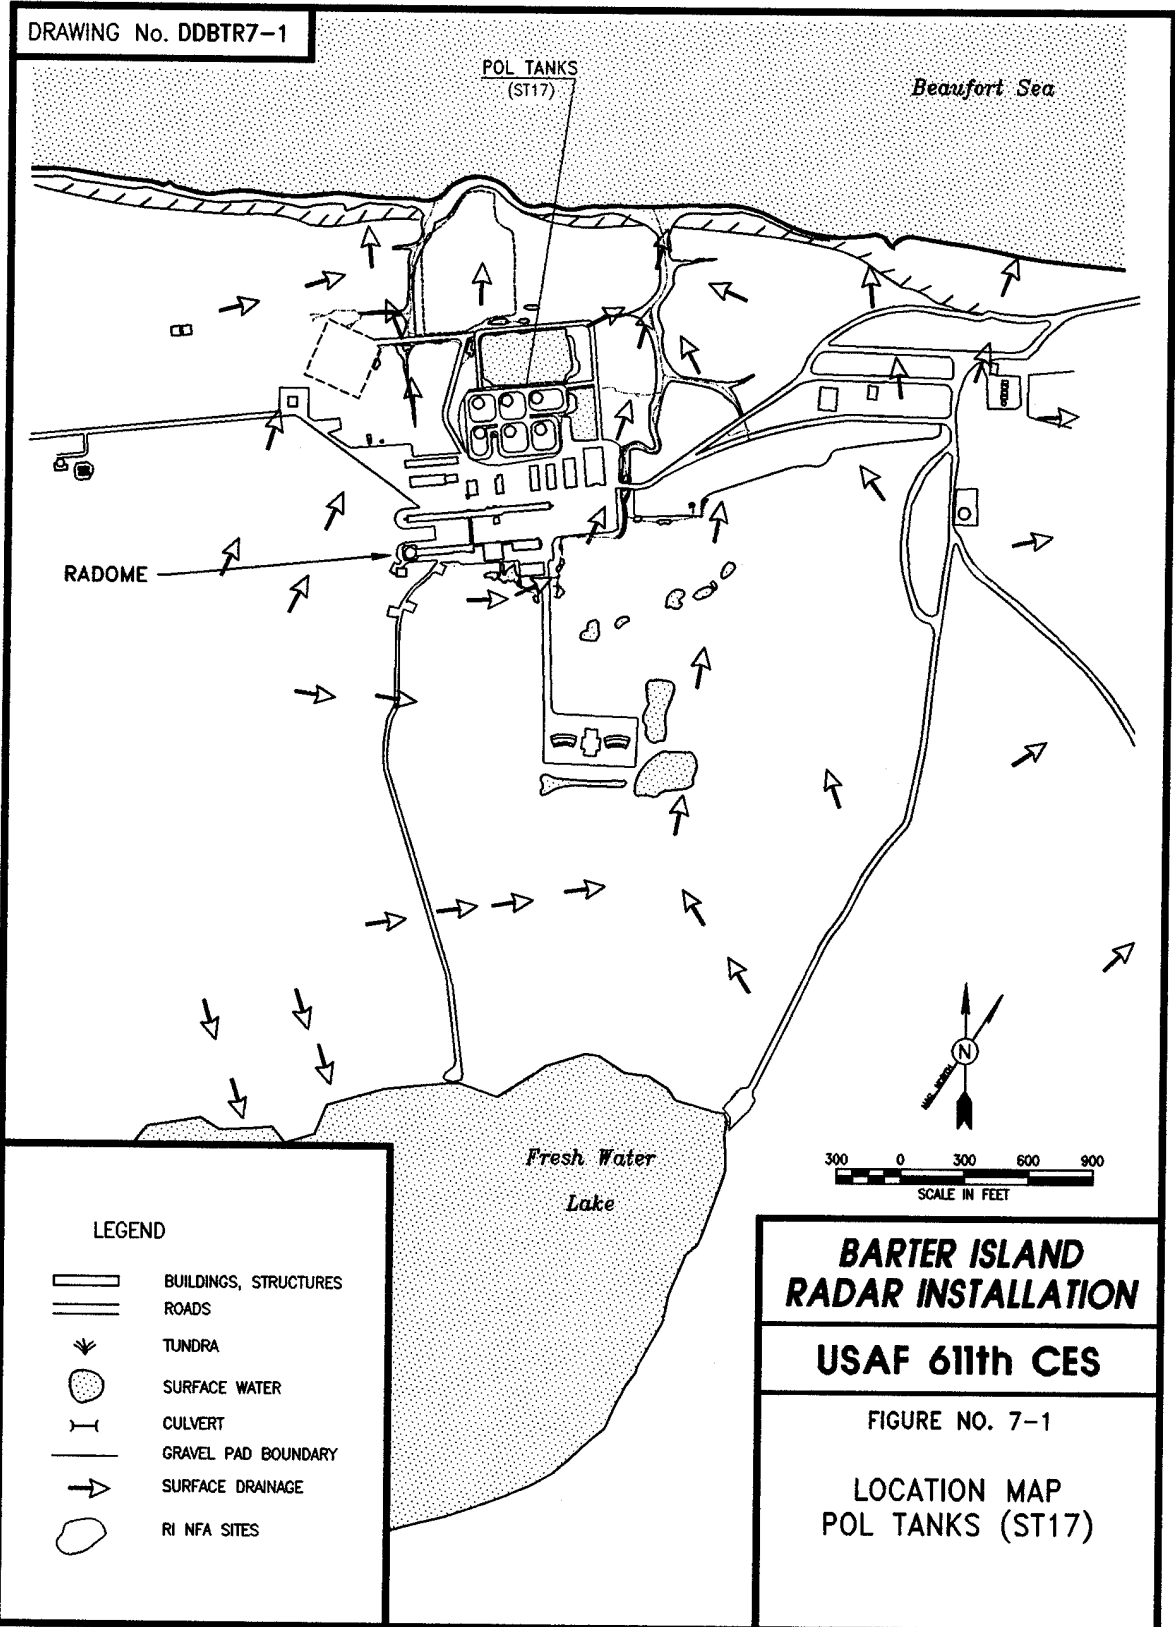 DRAWING No. DDBTR7-1
POL TANKS
(ST17)
Beaufort Sea
RADOME
Fresh Water
Lake
N
MAG. NORTH
300 0 300 600 900
SCALE IN FEET
LEGEND
BUILDINGS, STRUCTURES
ROADS
TUNDRA
SURFACE WATER
CULVERT
GRAVEL PAD BOUNDARY
SURFACE DRAINAGE
RI NFA SITES
BARTER ISLAND
RADAR INSTALLATION
USAF 611th CES
FIGURE NO. 7-1
LOCATION MAP
POL TANKS (ST17)